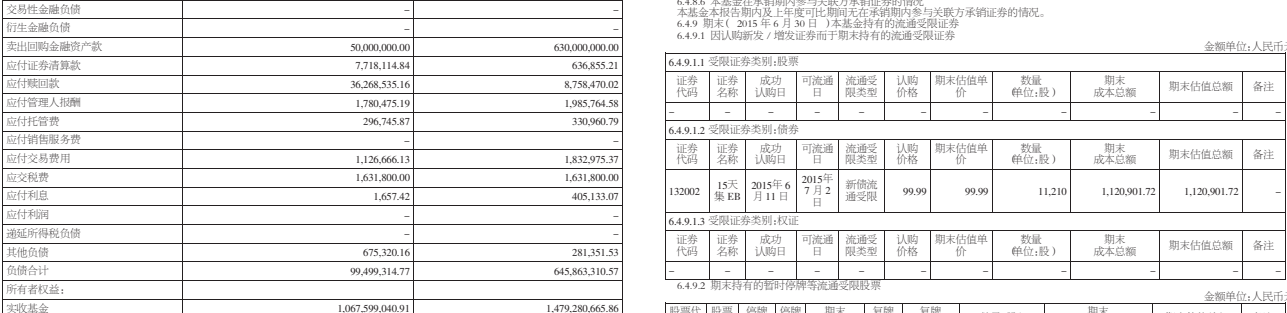 交易性金融负债 – –
衍生金融负债 – –
卖出回购金融资产款 50,000,000.00 630,000,000.00
应付证券清算款 7,718,114.84 636,855.21
应付赎回款 36,268,535.16 8,758,470.02
应付管理人报酬 1,780,475.19 1,985,764.58
应付托管费 296,745.87 330,960.79
应付销售服务费 – –
应付交易费用 1,126,666.13 1,832,975.37
应交税费 1,631,800.00 1,631,800.00
应付利息 1,657.42 405,133.07
应付利润 – –
递延所得税负债 – –
其他负债 675,320.16 281,351.53
负债合计 99,499,314.77 645,863,310.57
所有者权益：
实收基金 1,067,599,040.91 1,479,280,665.86
6.4.8.6 本基金在承销期内参与关联方承销证券的情况
本基金本报告期内及上年度可比期间无在承销期内参与关联方承销证券的情况。
6.4.9 期末（ 2015 年 6 月 30 日 ）本基金持有的流通受限证券
6.4.9.1 因认购新发 / 增发证券而于期末持有的流通受限证券
金额单位：人民币
6.4.9.1.1 受限证券类别：股票
证券 证券 成功 可流通 流通受 认购 期末估值单 数量 期末 期末估值总额 备注
代码 名称 认购日 日 限类型 价格 价 （单位：股） 成本总额
– – – – – – – – – – –
6.4.9.1.2 受限证券类别：债券
证券 证券 成功 可流通 流通受 认购 期末估值单 数量 期末 期末估值总额 备注
代码 名称 认购日 日 限类型 价格 价 （单位：股） 成本总额
132002 15天集 EB 2015年 6月 11 日 2015年7 月 2日 新债流通受限 99.99 99.99 11,210 1,120,901.72 1,120,901.72 –
6.4.9.1.3 受限证券类别：权证
证券 证券 成功 可流通 流通受 认购 期末估值单 数量 期末 期末估值总额 备注
代码 名称 认购日 日 限类型 价格 价 （单位：股） 成本总额
– – – – – – – – – – –
6.4.9.2 期末持有的暂时停牌等流通受限股票
金额单位：人民币
股票代 股票 停牌 停牌 期末 复牌 复牌 期末